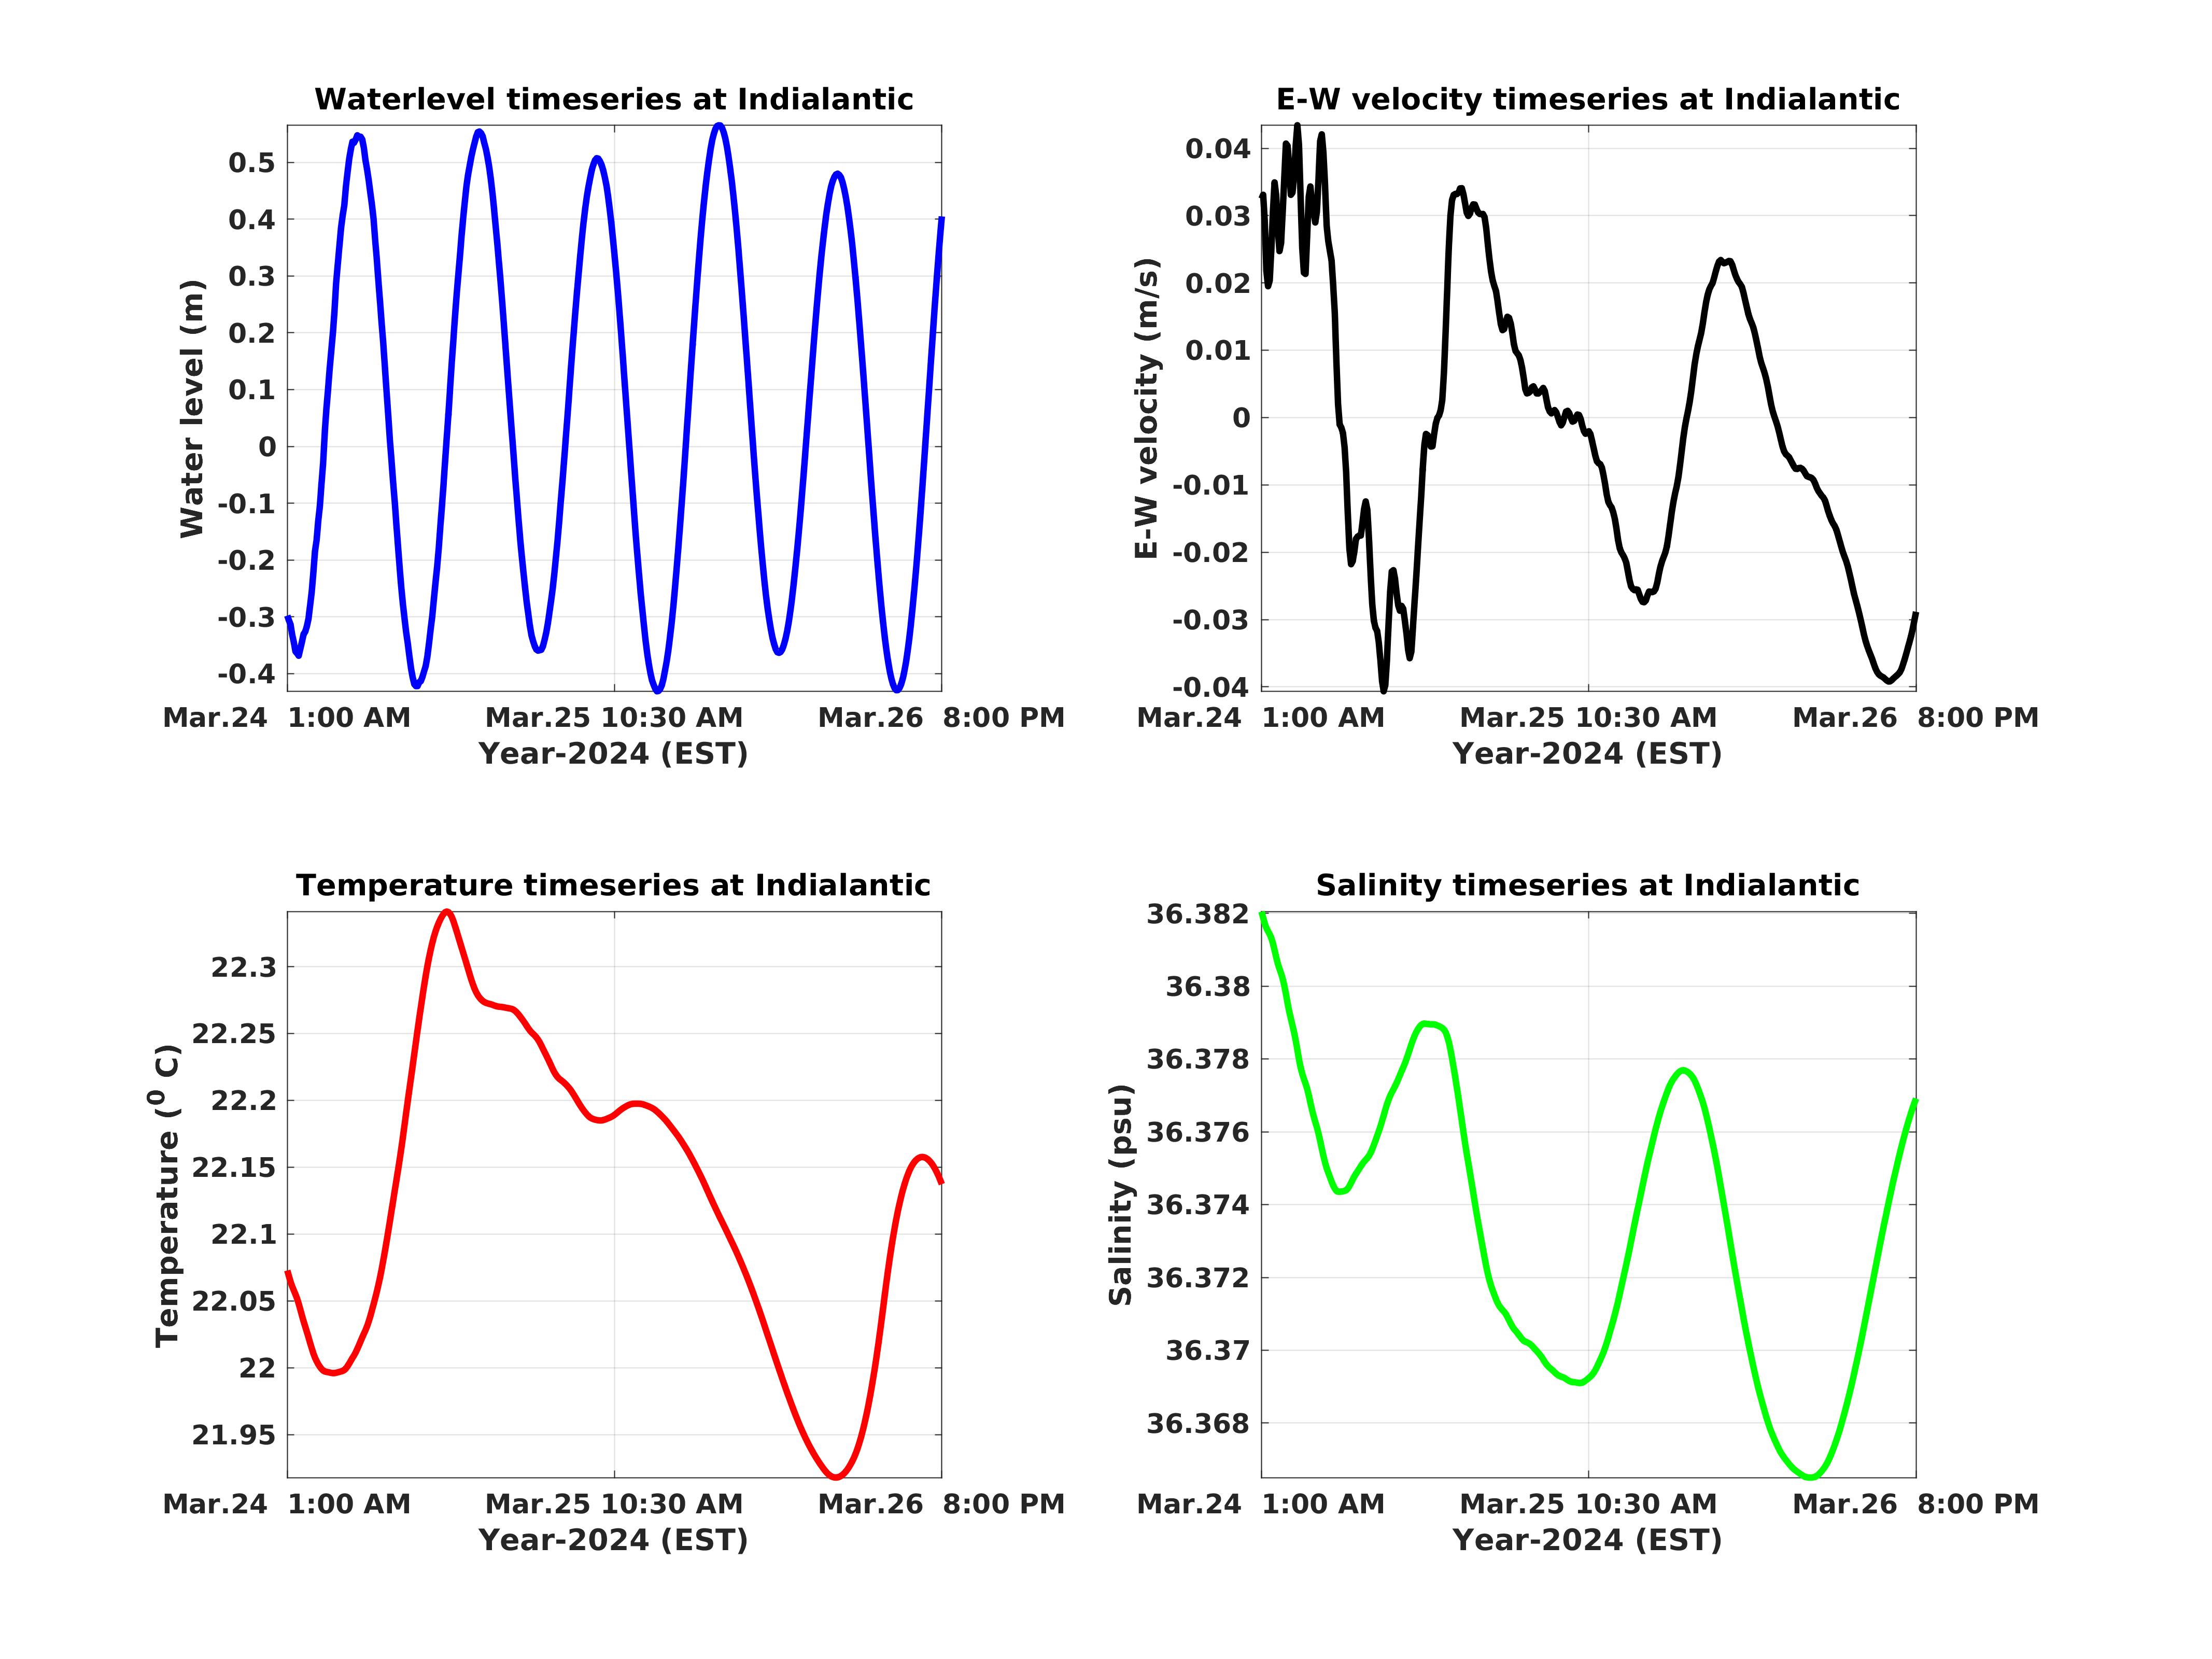 Waterlevel timeseries at Indialantic
Water level (m)
0.5
0.4
0.3
0.2
0.1
0
-0.1
-0.2
-0.3
-0.4
Mar.24 1:00 AM Mar.25 10:30 AM Mar.26 8:00 PM
Year-2024 (EST)
E-W velocity timeseries at Indialantic
E-W velocity (m/s)
0.04
0.03
0.02
0.01
0
-0.01
-0.02
-0.03
-0.04
Mar.24 1:00 AM Mar.25 10:30 AM Mar.26 8:00 PM
Year-2024 (EST)
Temperature timeseries at Indialantic
Temperature (⁰ C)
22.3
22.25
22.2
22.15
22.1
22.05
22
21.95
Mar.24 1:00 AM Mar.25 10:30 AM Mar.26 8:00 PM
Year-2024 (EST)
Salinity timeseries at Indialantic
Salinity (psu)
36.382
36.38
36.378
36.376
36.374
36.372
36.37
36.368
Mar.24 1:00 AM Mar.25 10:30 AM Mar.26 8:00 PM
Year-2024 (EST)